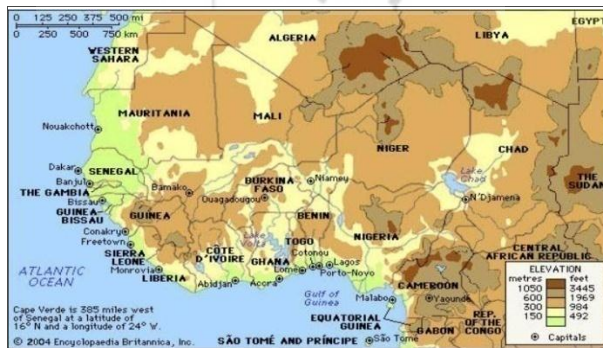 0 125 250 375 500 mi
0 250 500 750 km
WESTERN
SAHARA
ALGERIA
LIBYA
EGYPT
MAURITANIA
MALI
NIGER
CHAD
THE
SUDAN
Nouakchott
Dakar
SENEGAL
Banjul
THE GAMBIA
Bissau
GUINEA
BISSAU
Bamako
BURKINA
FASO
Ouagadougou
Niamey
Lake
Chad
N'Djamena
GUINEA
Conakry
Freetown
SIERRA
LEONE
Monrovia
LIBERIA
CÔTE
D'IVOIRE
Abidjan
Lake
Volta
GHANA
Accra
TOGO
Lome
BENIN
Cotonou
Porto-Novo
NIGERIA
Lagos
CENTRAL
AFRICAN REPUBLIC
CAMEROON
Yaounde
Malabo
Gulf of
Guinea
EQUATORIAL
GUINEA
SÃO TOMÉ AND PRÍNCIPE
São Tomé
GABON
REP.
OF THE
CONGO
ATLANTIC
OCEAN
Cape Verde is 385 miles west
of Senegal at a latitude of
16° N and a longitude of 24° W.
© 2004 Encyclopaedia Britannica, Inc.
ELEVATION
metres feet
1050 3445
600 1969
300 984
150 492
Capitals